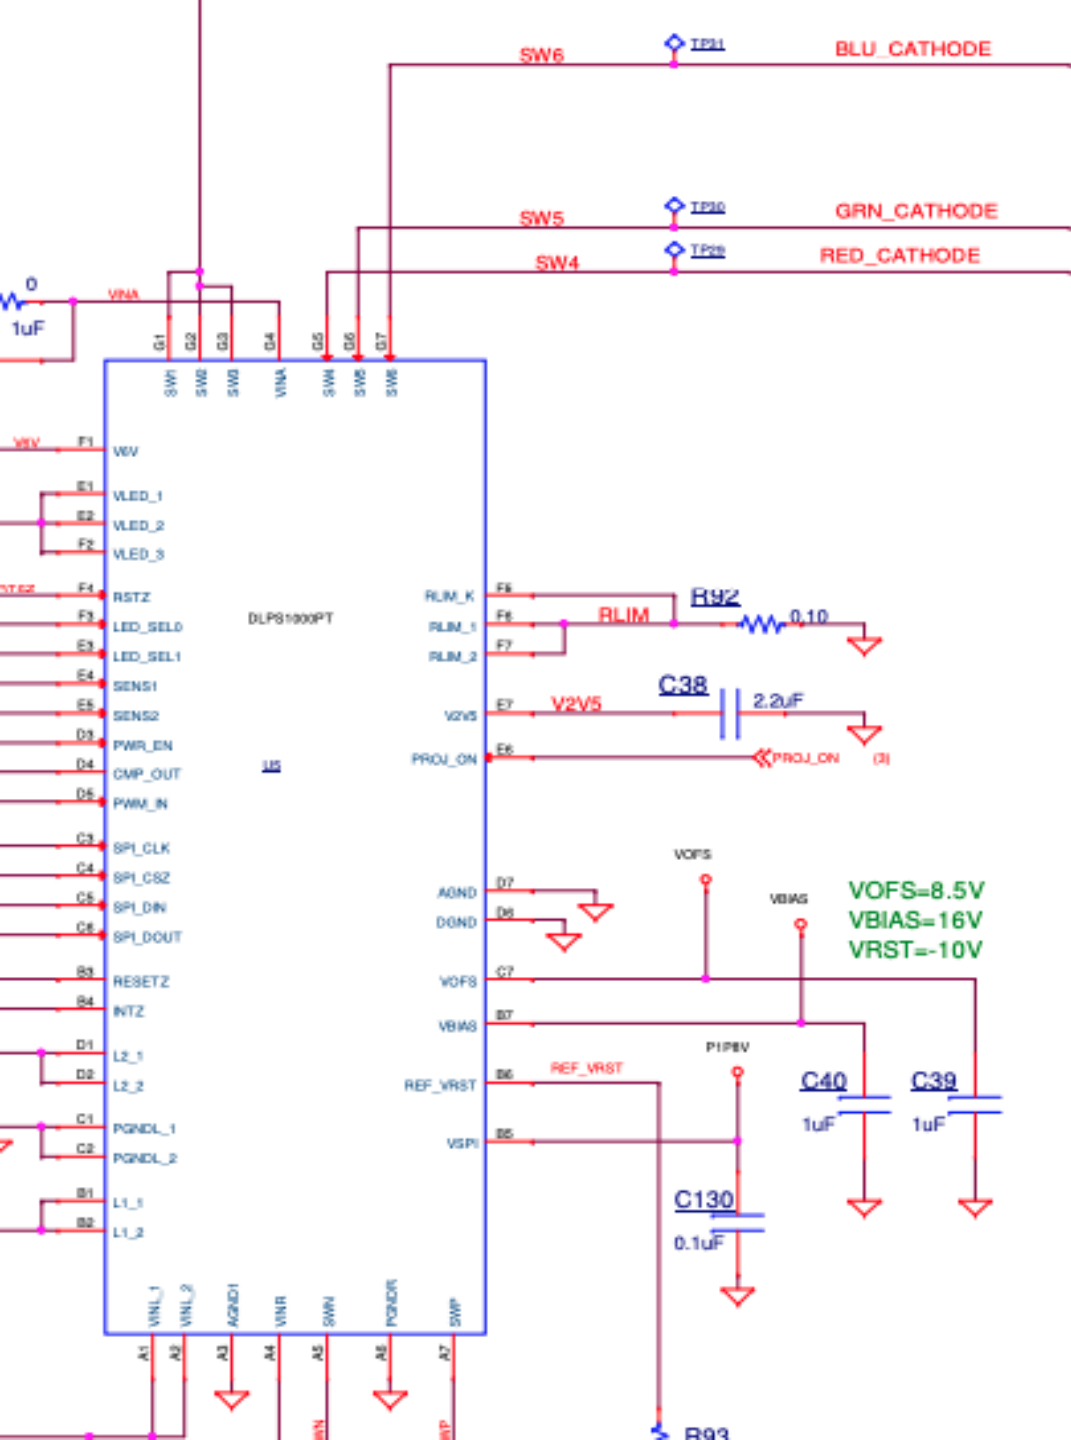 TP31
SW6
BLU_CATHODE
TP30
SW5
GRN_CATHODE
TP29
SW4
RED_CATHODE
0
VINA
1uF
G1
G2
G3
G4
G5
G6
G7
SW1
SW2
SW3
VINA
SW4
SW5
SW6
V6V
F1
V6V
E1
VLED_1
E2
VLED_2
F2
VLED_3
F4
RSTZ
F3
LED_SEL0
E3
LED_SEL1
E4
SENS1
E5
SENS2
D3
PWR_EN
D4
CMP_OUT
D5
PWM_IN
C3
SPI_CLK
C4
SPI_CSZ
C5
SPI_DIN
C6
SPI_DOUT
B3
RESETZ
B4
INTZ
D1
L2_1
D2
L2_2
C1
PGNDL_1
C2
PGNDL_2
B1
L1_1
B2
L1_2
DLPS1000PT
U5
RLIM_K
F5
RLIM_1
F6
RLIM
R92
0.10
RLIM_2
F7
V2V5
E7
V2V5
C38
2.2uF
PROJ_ON
E6
PROJ_ON
(3)
AGND
D7
DGND
D6
VOFS
VBIAS
VOFS=8.5V
VBIAS=16V
VRST=-10V
VOFS
C7
VBIAS
B7
P1P8V
REF_VRST
B6
REF_VRST
C40
1uF
C39
1uF
VSPI
B5
C130
0.1uF
VINL_1
VINL_2
AGND1
VINR
SWN
PGNDR
SWP
A1
A2
A3
A4
A5
A6
A7
WN
WP
R93